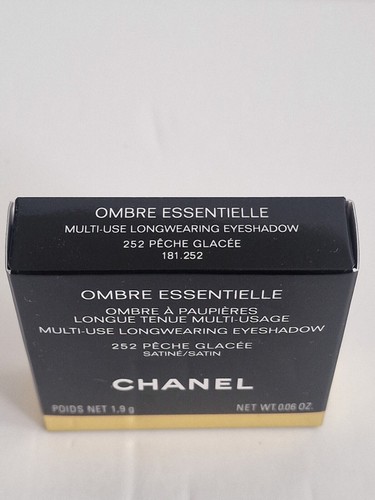 OMBRE ESSENTIELLE
MULTI-USE LONGWEARING EYESHADOW
252 PÊCHE GLACÉE
181.252
OMBRE ESSENTIELLE
OMBRE À PAUPIÈRES
LONGUE TENUE MULTI-USAGE
MULTI-USE LONGWEARING EYESHADOW
252 PÊCHE GLACÉE
SATINÉ/SATIN
CHANEL
POIDS NET 1,9 g NET WT. 0.06 OZ.